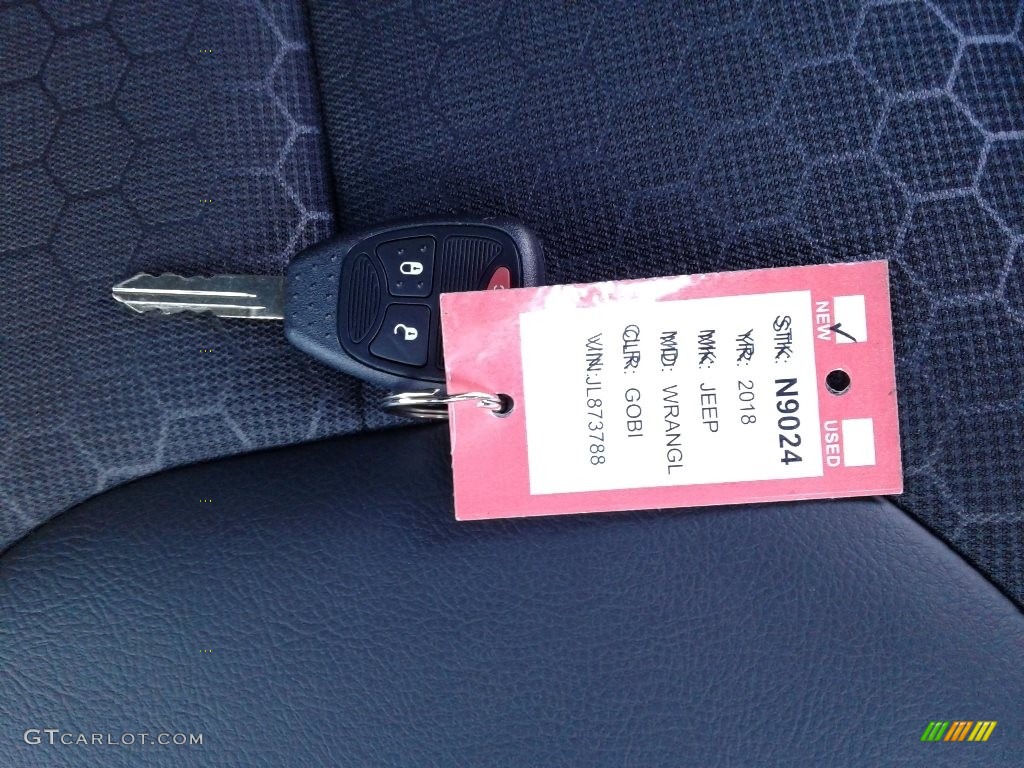 NEW
USED
STK: N9024
YR: 2018
MK: JEEP
MD: WRANGL
CLR: GOBI
VIN:JL873788
GTCARLOT.COM